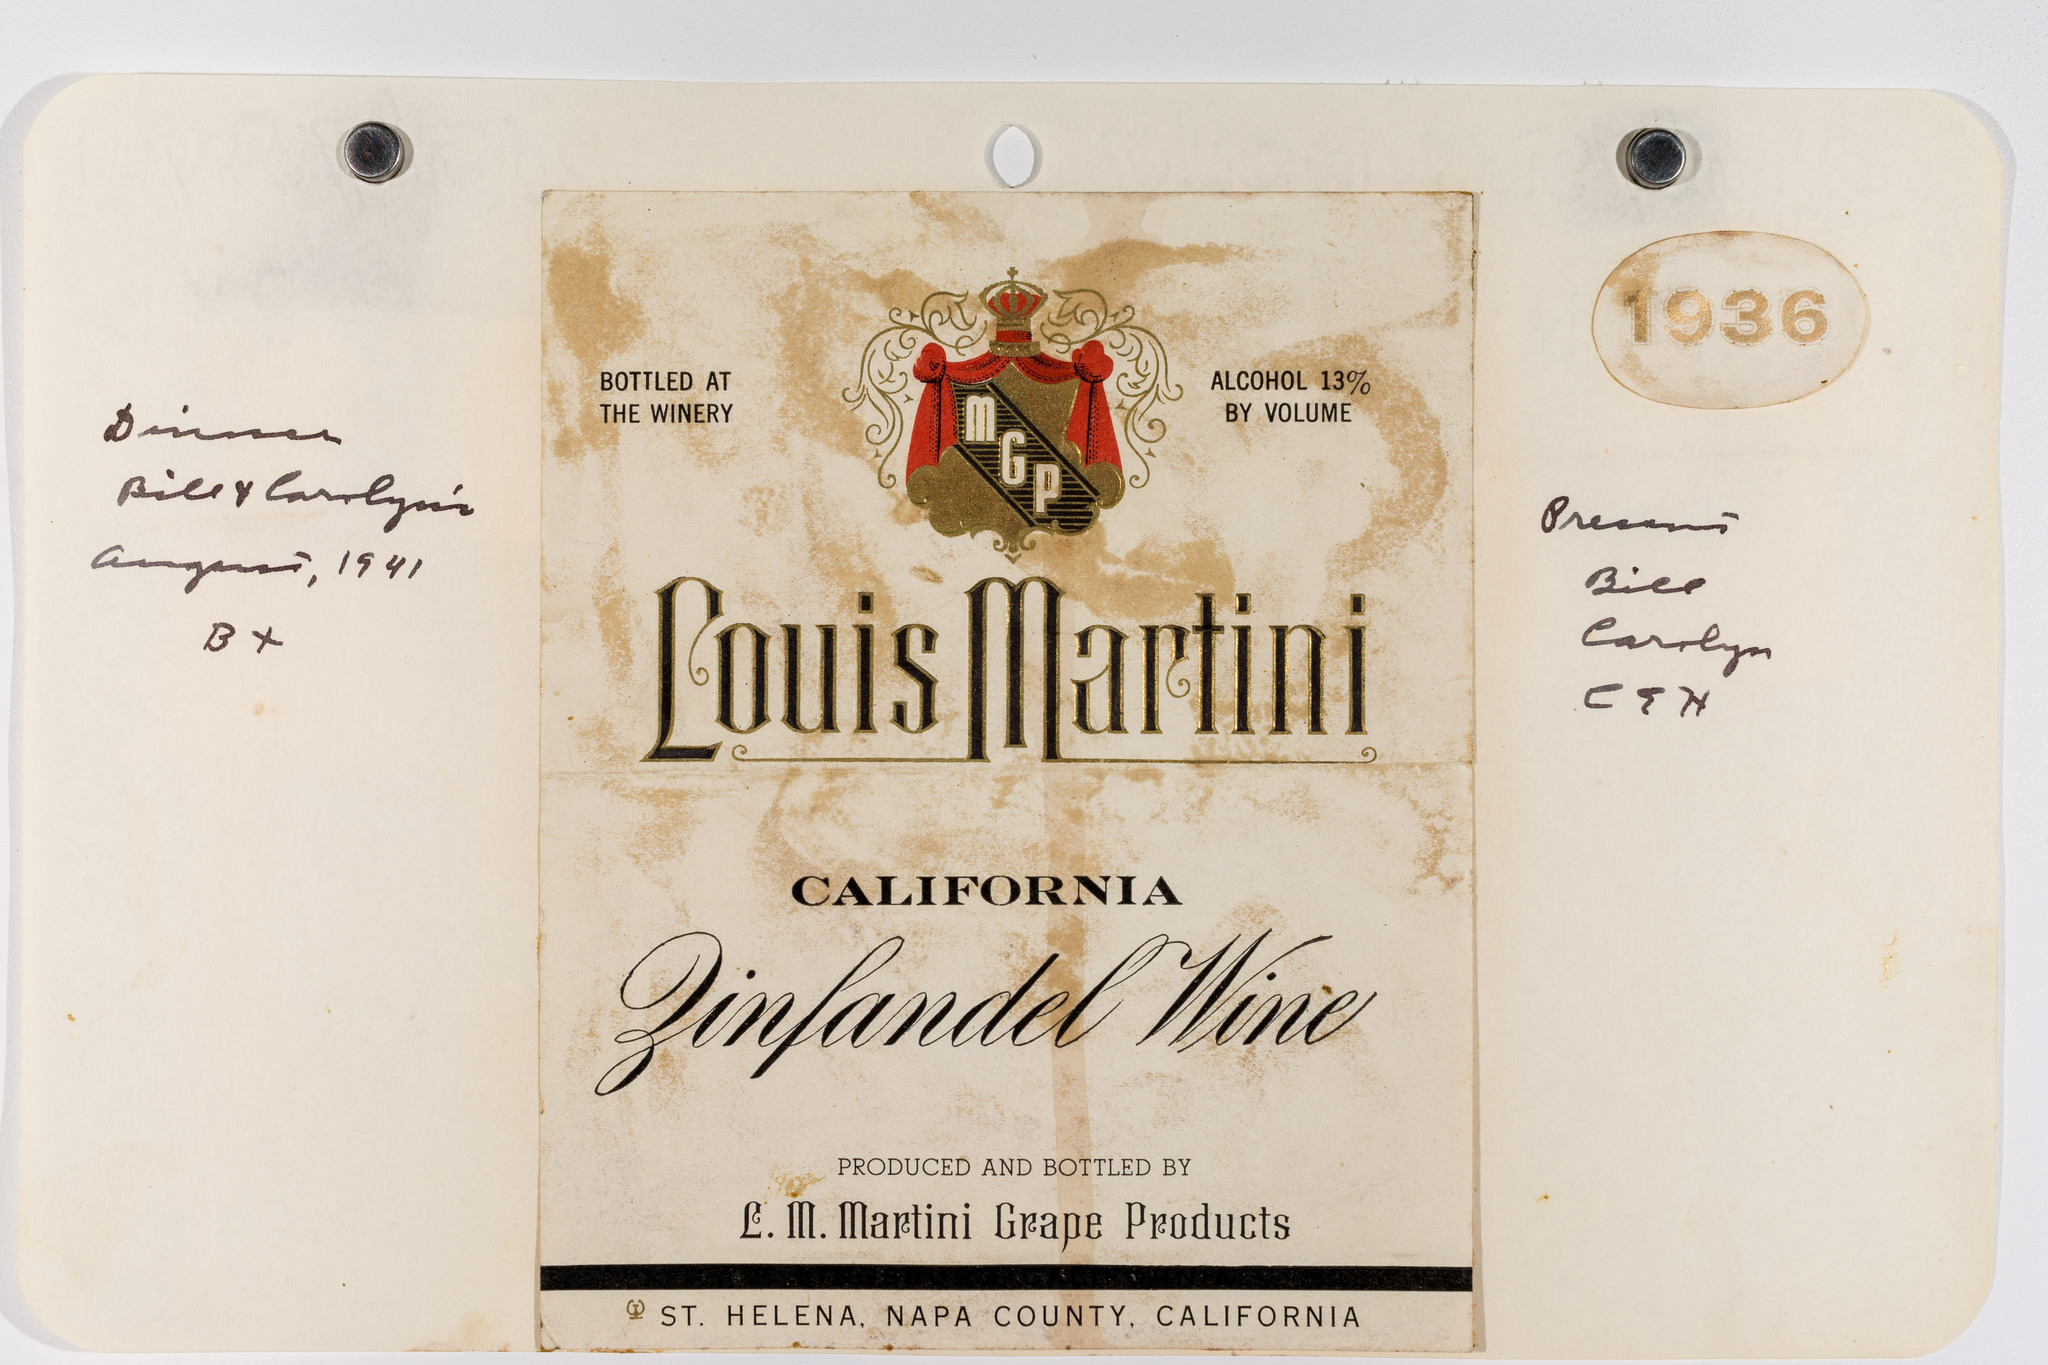 1936
BOTTLED AT
THE WINERY
ALCOHOL 13%
BY VOLUME
M
G
P
Louis Martini
CALIFORNIA
Zinfandel Wine
PRODUCED AND BOTTLED BY
L. M. Martini Grape Products
ST. HELENA, NAPA COUNTY, CALIFORNIA
Dinner
Bill & Carolyn's
August, 1941
B+
Present
Bill
Carolyn